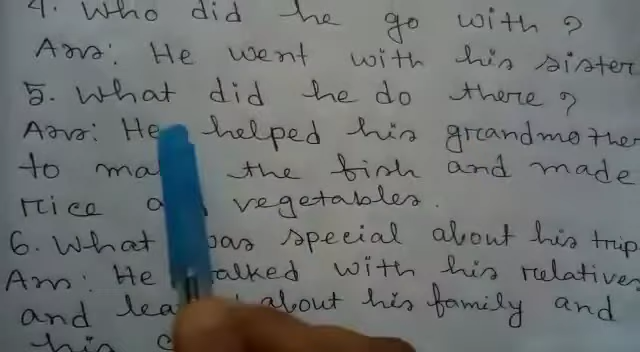 4. Who did he go with?
Ans: He went with his sister
5. What did he do there?
Ans: He helped his grandmother
to the fish and made
rice vegetables.
6. What special about his trip
Ans: He with his relatives
and about his family and
his